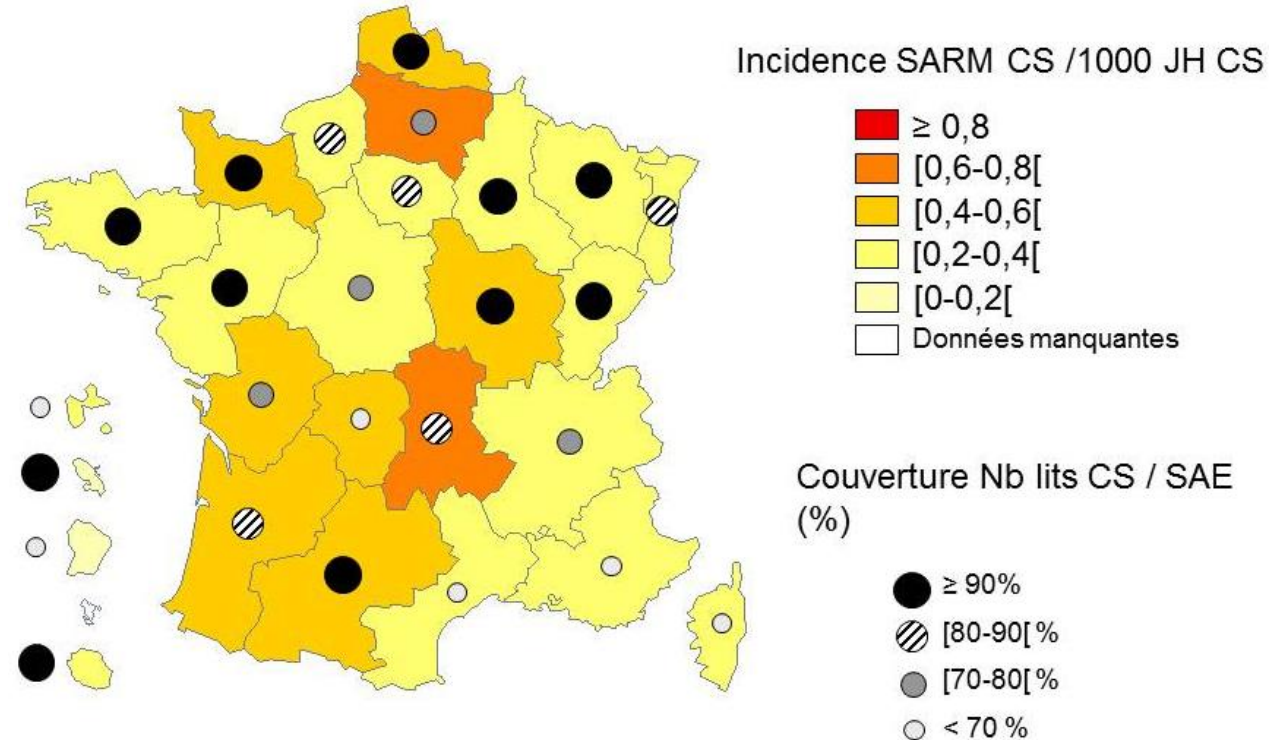 Incidence SARM CS /1000 JH CS
≥ 0,8
[0,6-0,8[
[0,4-0,6[
[0,2-0,4[
[0-0,2[
Données manquantes
Couverture Nb lits CS / SAE
(%)
≥ 90%
[80-90[ %
[70-80[ %
< 70 %